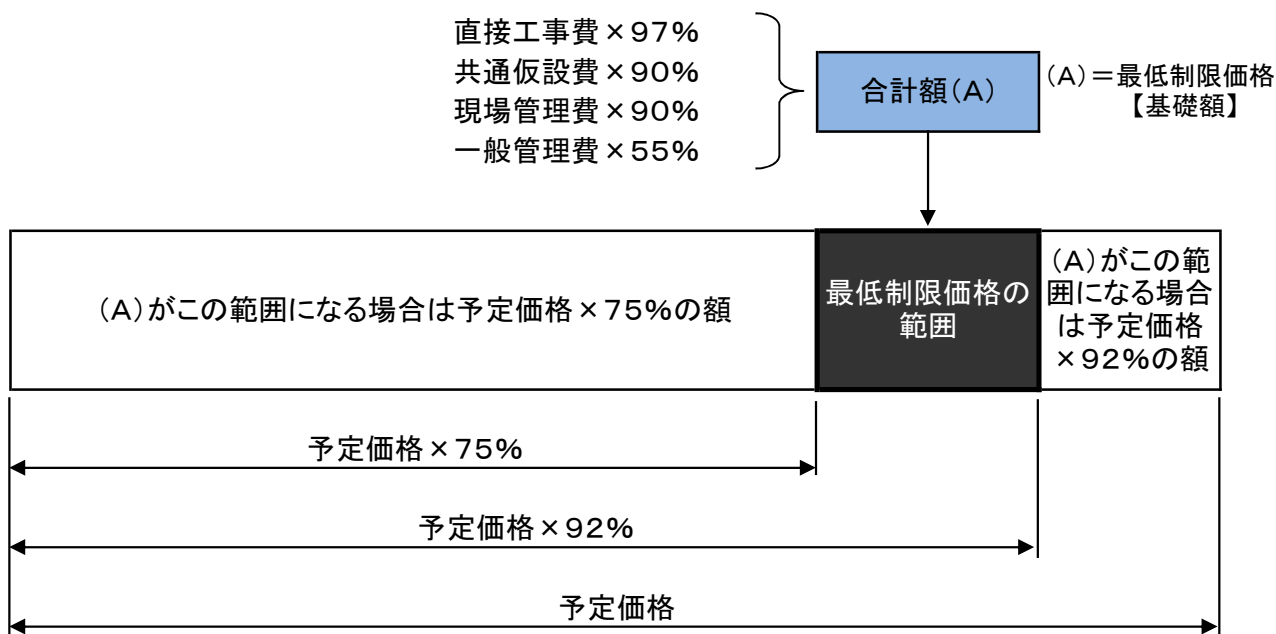 直接工事費×97%
共通仮設費×90%
現場管理費×90%
一般管理費×55%
合計額(A)
(A)=最低制限価格
【基礎額】
(A)がこの範囲になる場合は予定価格×75%の額
最低制限価格の
範囲
(A)がこの範
囲になる場合
は予定価格
×92%の額
予定価格×75%
予定価格×92%
予定価格